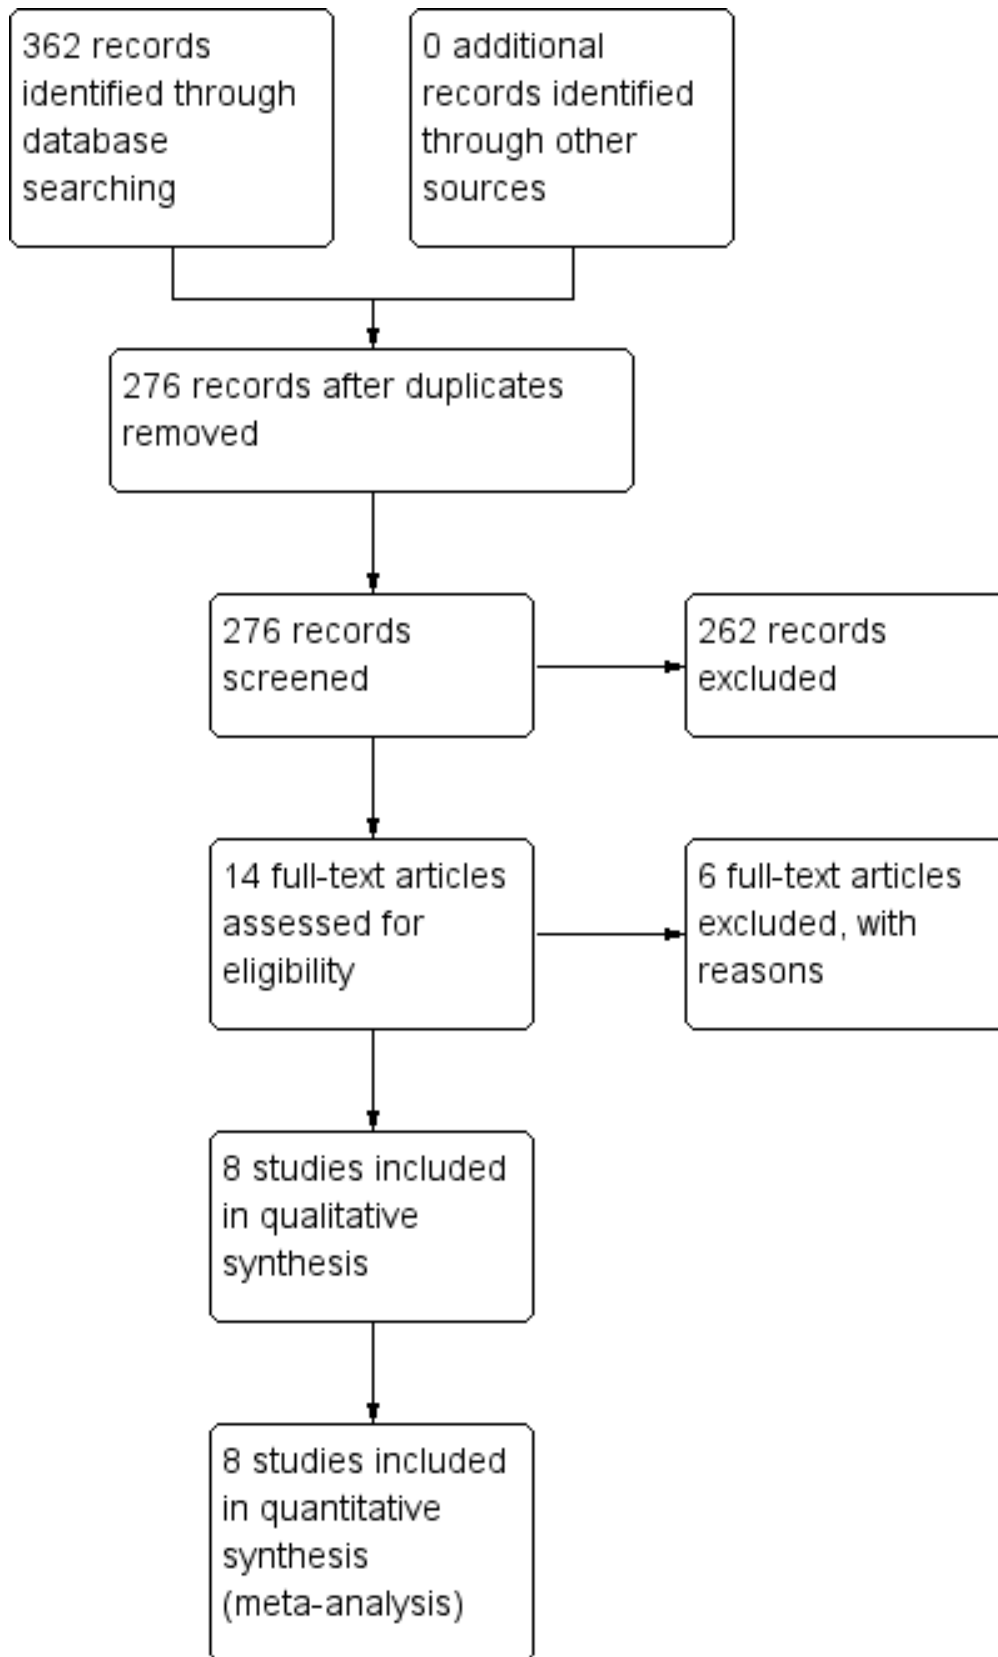 362 records
identified through
database
searching
0 additional
records identified
through other
sources
276 records after duplicates
removed
276 records
screened
262 records
excluded
14 full-text articles
assessed for
eligibility
6 full-text articles
excluded, with
reasons
8 studies included
in qualitative
synthesis
8 studies included
in quantitative
synthesis
(meta-analysis)